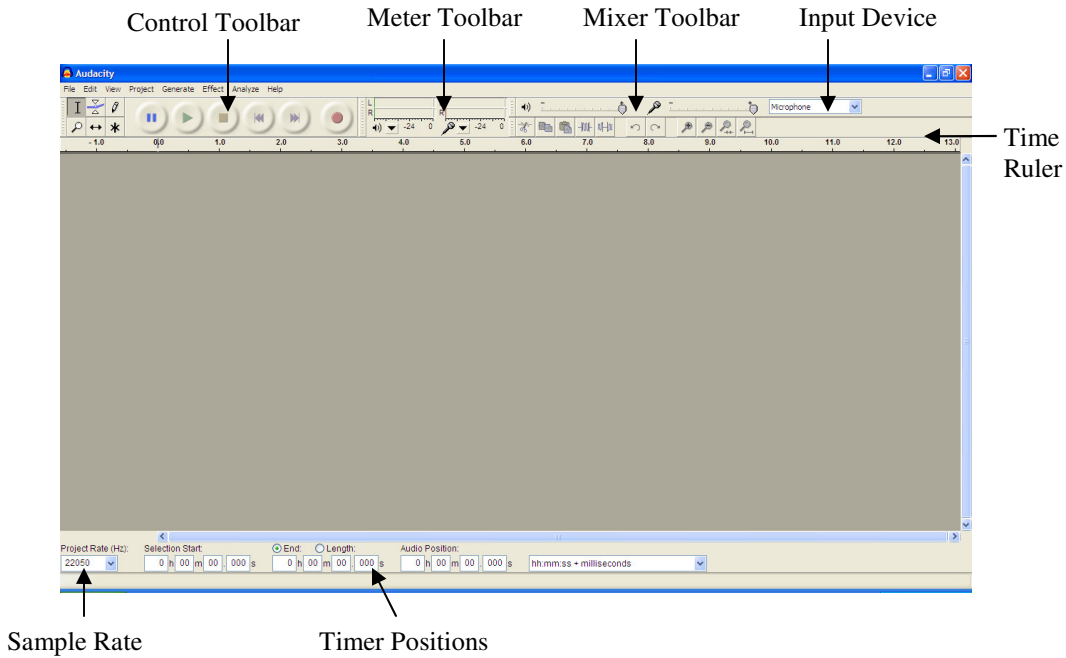 Control Toolbar Meter Toolbar Mixer Toolbar Input Device
Audacity
File Edit View Project Generate Effect Analyze Help
L
R R
Microphone
-24 0 -24 0
Time
Ruler
- 1.0 0.0 1.0 2.0 3.0 4.0 5.0 6.0 7.0 8.0 9.0 10.0 11.0 12.0 13.0
Project Rate (Hz): Selection Start: End: Length: Audio Position:
22050 0 h 00 m 00 . 000 s 0 h 00 m 00 . 000 s 0 h 00 m 00 . 000 s hh:mm:ss + milliseconds
Sample Rate Timer Positions